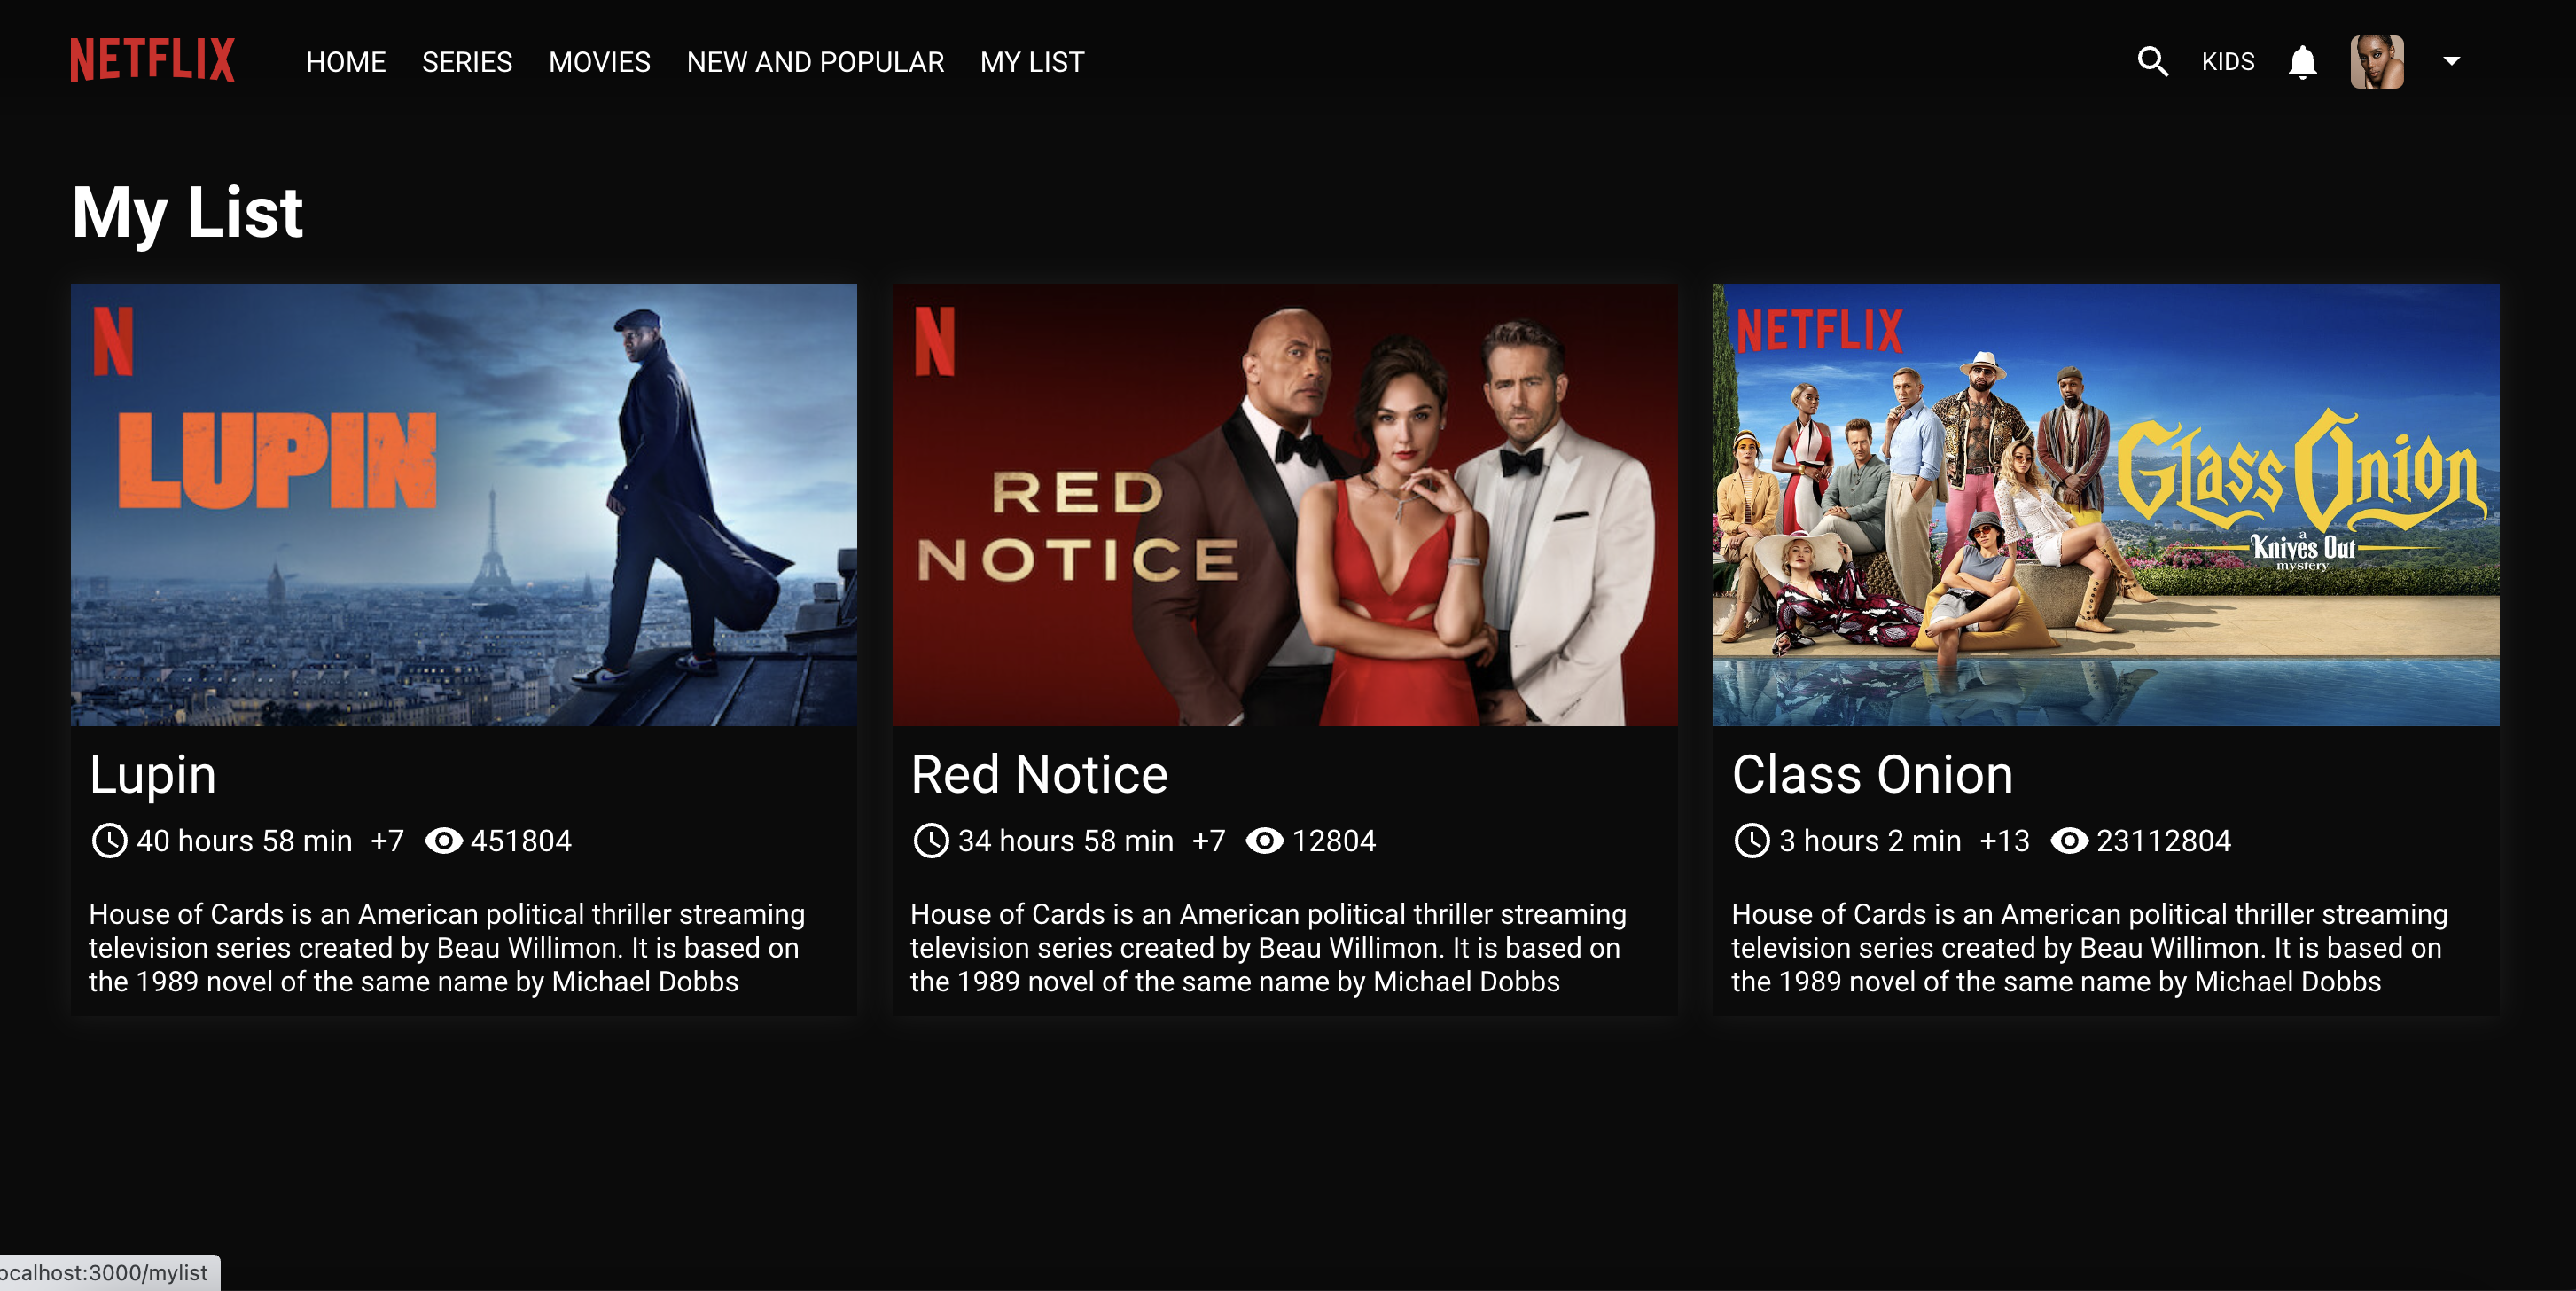 NETFLIX HOME SERIES MOVIES NEW AND POPULAR MY LIST KIDS
My List
N
LUPIN
N
RED
NOTICE
NETFLIX
Glass Onion
a
Knives Out
mystery
Lupin
40 hours 58 min +7 451804
House of Cards is an American political thriller streaming
television series created by Beau Willimon. It is based on
the 1989 novel of the same name by Michael Dobbs
Red Notice
34 hours 58 min +7 12804
House of Cards is an American political thriller streaming
television series created by Beau Willimon. It is based on
the 1989 novel of the same name by Michael Dobbs
Class Onion
3 hours 2 min +13 23112804
House of Cards is an American political thriller streaming
television series created by Beau Willimon. It is based on
the 1989 novel of the same name by Michael Dobbs
ocalhost:3000/mylist